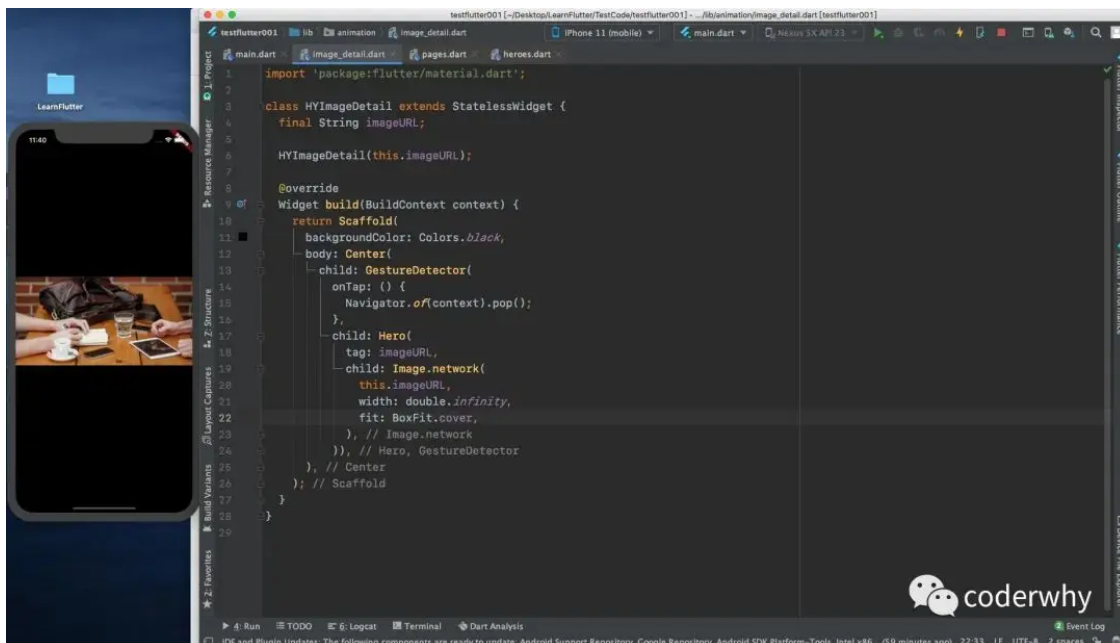 testflutter001 [~/Desktop/LearnFlutter/TestCode/testflutter001] - .../lib/animation/image_detail.dart [testflutter001]
testflutter001 lib animation image_detail.dart iPhone 11 (mobile) main.dart Nexus 5X API 23
main.dart image_detail.dart pages.dart heroes.dart
LearnFlutter
11:40
1: Project
Resource Manager
Z: Structure
Layout Captures
Build Variants
2: Favorites
1 import 'package:flutter/material.dart';
2
3 class HYImageDetail extends StatelessWidget {
4 final String imageURL;
5
6 HYImageDetail(this.imageURL);
7
8 @override
9 Widget build(BuildContext context) {
10 return Scaffold(
11 backgroundColor: Colors.black,
12 body: Center(
13 child: GestureDetector(
14 onTap: () {
15 Navigator.of(context).pop();
16 },
17 child: Hero(
18 tag: imageURL,
19 child: Image.network(
20 this.imageURL,
21 width: double.infinity,
22 fit: BoxFit.cover,
23 ), // Image.network
24 )), // Hero, GestureDetector
25 ), // Center
26 ); // Scaffold
27 }
28 }
29
coderwhy
4: Run TODO 6: Logcat Terminal Dart Analysis Event Log
IDE and Plugin Updates: The following components are ready to update: Android Support Repository, Google Repository, Android SDK Platform-Tools, Intel x86 (59 minutes ago) 22:33 LF UTF-8 2 spaces